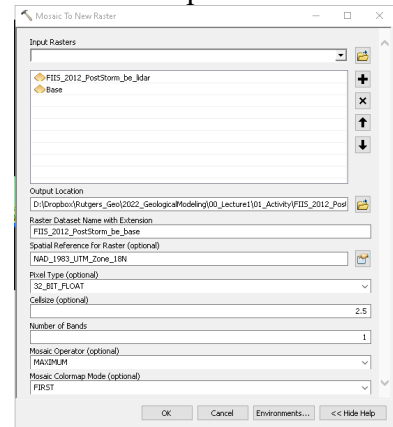 Mosaic To New Raster
Input Rasters
FIIS_2012_PostStorm_be_lidar
Base
Output Location
D:\Dropbox\Rutgers_Geo\2022_GeologicalModeling\00_Lecture1\01_Activity\FIIS_2012_Post
Raster Dataset Name with Extension
FIIS_2012_PostStorm_be_base
Spatial Reference for Raster (optional)
NAD_1983_UTM_Zone_18N
Pixel Type (optional)
32_BIT_FLOAT
Cellsize (optional)
2.5
Number of Bands
1
Mosaic Operator (optional)
MAXIMUM
Mosaic Colormap Mode (optional)
FIRST
OK Cancel Environments... << Hide Help